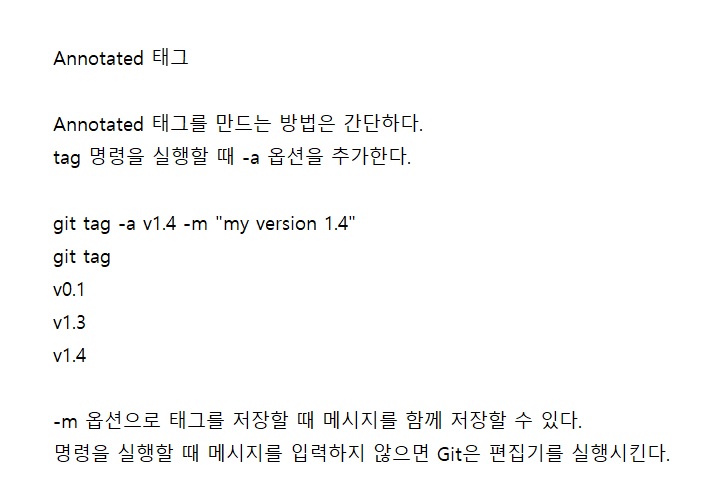 Annotated 태그
Annotated 태그를 만드는 방법은 간단하다.
tag 명령을 실행할 때 -a 옵션을 추가한다.
git tag -a v1.4 -m "my version 1.4"
git tag
v0.1
v1.3
v1.4
-m 옵션으로 태그를 저장할 때 메시지를 함께 저장할 수 있다.
명령을 실행할 때 메시지를 입력하지 않으면 Git은 편집기를 실행시킨다.